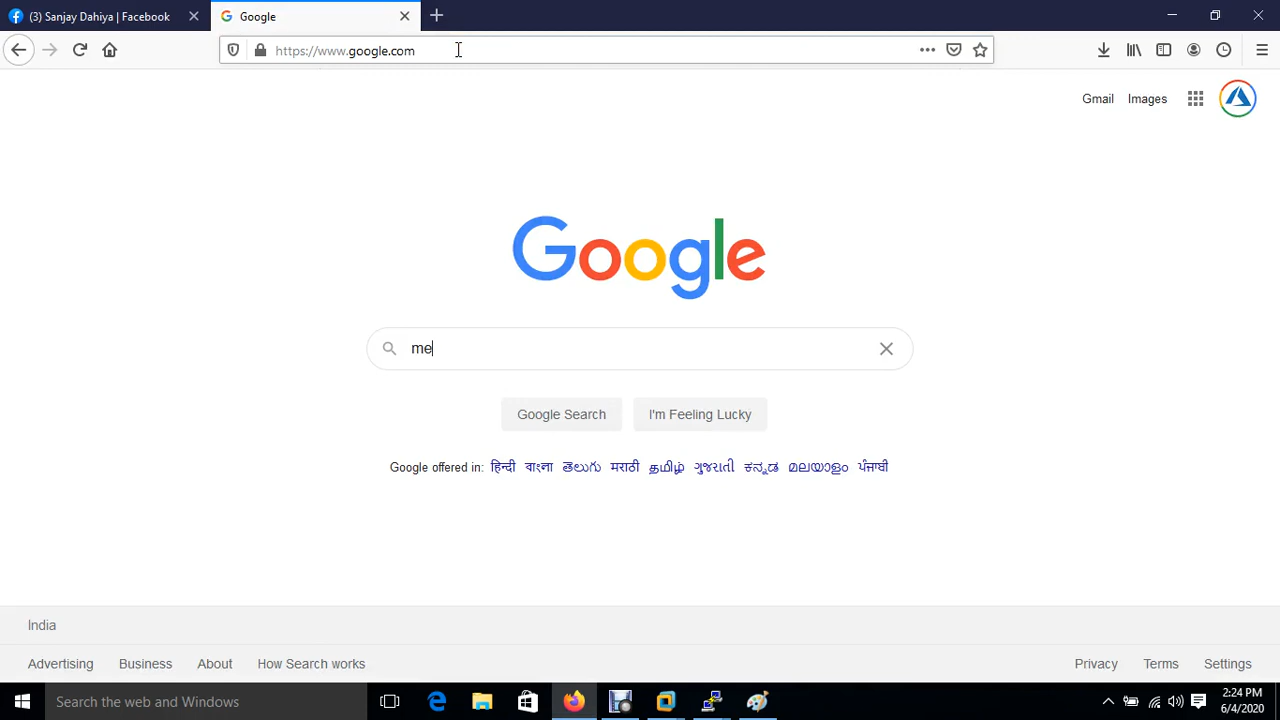 (3) Sanjay Dahiya | Facebook
Google
https://www.google.com
Gmail
Images
Google
me
Google Search
I'm Feeling Lucky
Google offered in: हिन्दी বাংলা తెలుగు मराठी தமிழ் ગુજરાતી ಕನ್ನಡ മലയാളം ਪੰਜਾਬੀ
India
Advertising
Business
About
How Search works
Privacy
Terms
Settings
Search the web and Windows
2:24 PM
6/4/2020